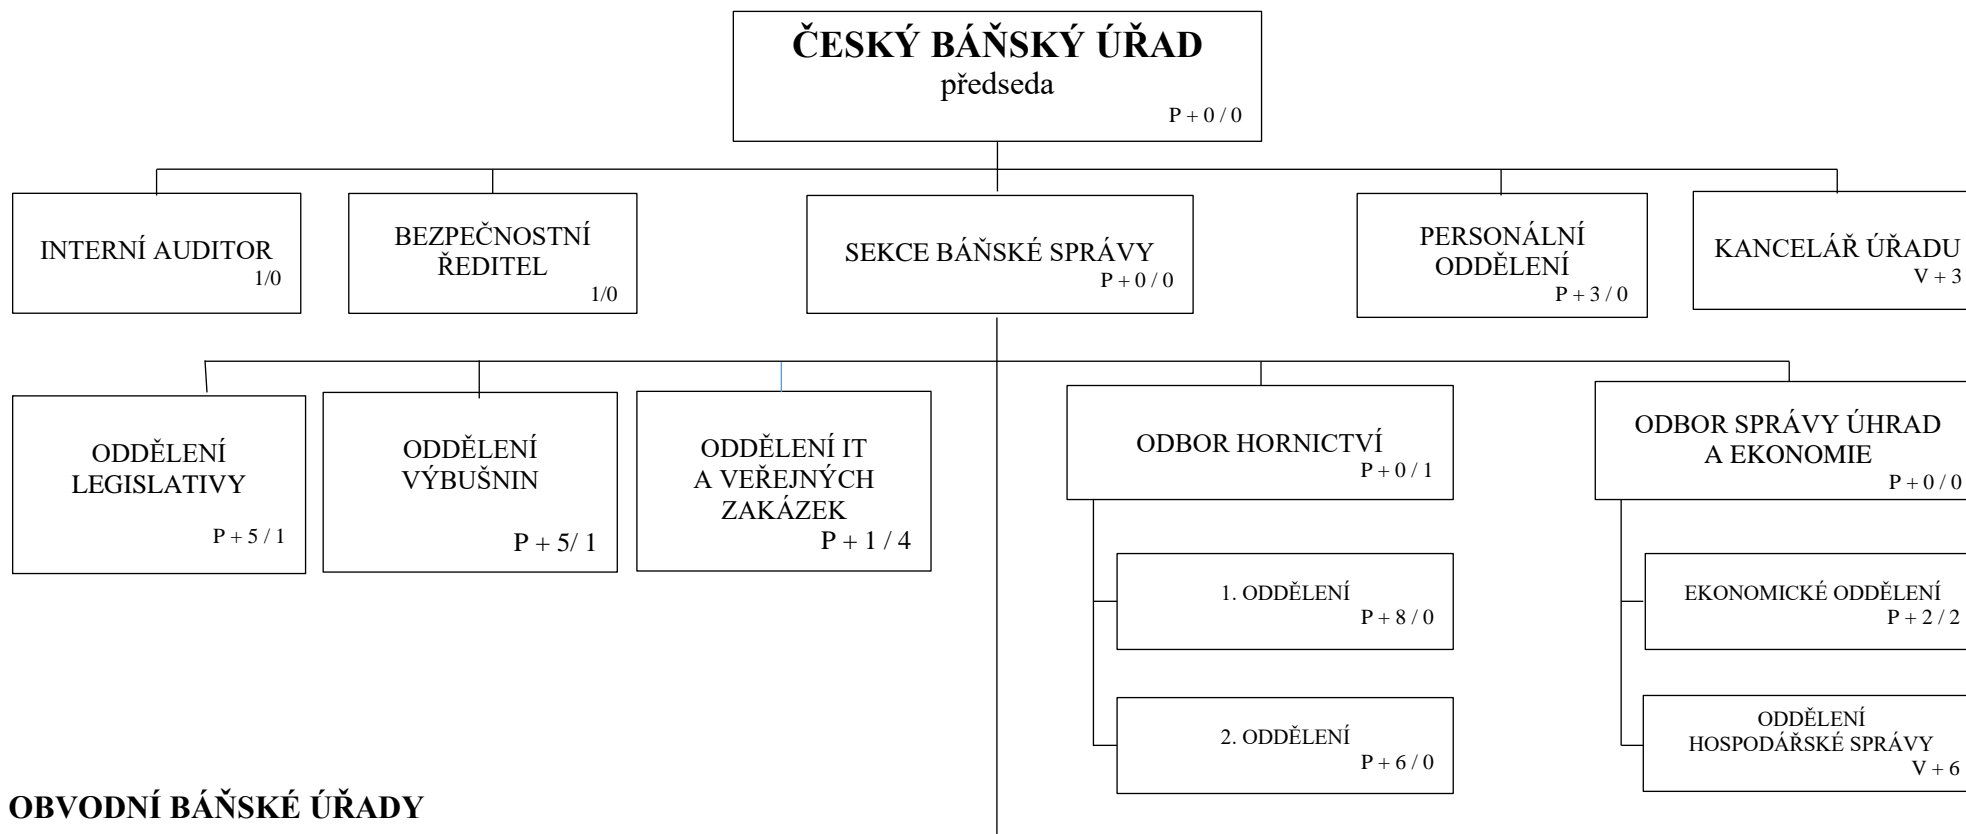 ČESKÝ BÁŇSKÝ ÚŘAD
předseda
P + 0 / 0
INTERNÍ AUDITOR
1/0
BEZPEČNOSTNÍ
ŘEDITEL
1/0
SEKCE BÁŇSKÉ SPRÁVY
P + 0 / 0
PERSONÁLNÍ
ODDĚLENÍ
P + 3 / 0
KANCELÁŘ ÚŘADU
V + 3
ODDĚLENÍ
LEGISLATIVY
P + 5 / 1
ODDĚLENÍ
VÝBUŠNIN
P + 5/ 1
ODDĚLENÍ IT
A VEŘEJNÝCH
ZAKÁZEK
P + 1 / 4
ODBOR HORNICTVÍ
P + 0 / 1
ODBOR SPRÁVY ÚHRAD
A EKONOMIE
P + 0 / 0
1. ODDĚLENÍ
P + 8 / 0
EKONOMICKÉ ODDĚLENÍ
P + 2 / 2
2. ODDĚLENÍ
P + 6 / 0
ODDĚLENÍ
HOSPODÁŘSKÉ SPRÁVY
V + 6
OBVODNÍ BÁŇSKÉ ÚŘADY